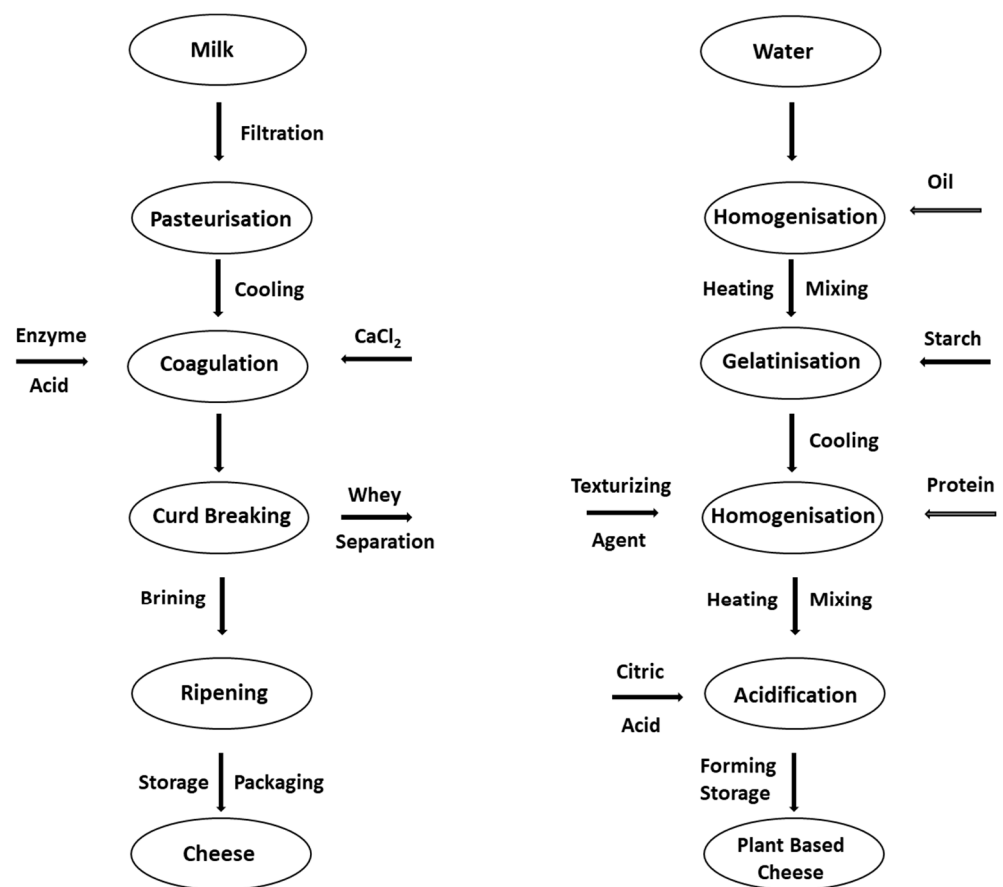 Milk
Filtration
Pasteurisation
Cooling
Enzyme
Acid
CaCl₂
Coagulation
Curd Breaking
Whey
Separation
Brining
Ripening
Storage
Packaging
Cheese
Water
Oil
Homogenisation
Heating
Mixing
Starch
Gelatinisation
Cooling
Texturizing
Agent
Protein
Homogenisation
Heating
Mixing
Citric
Acid
Acidification
Forming
Storage
Plant Based
Cheese